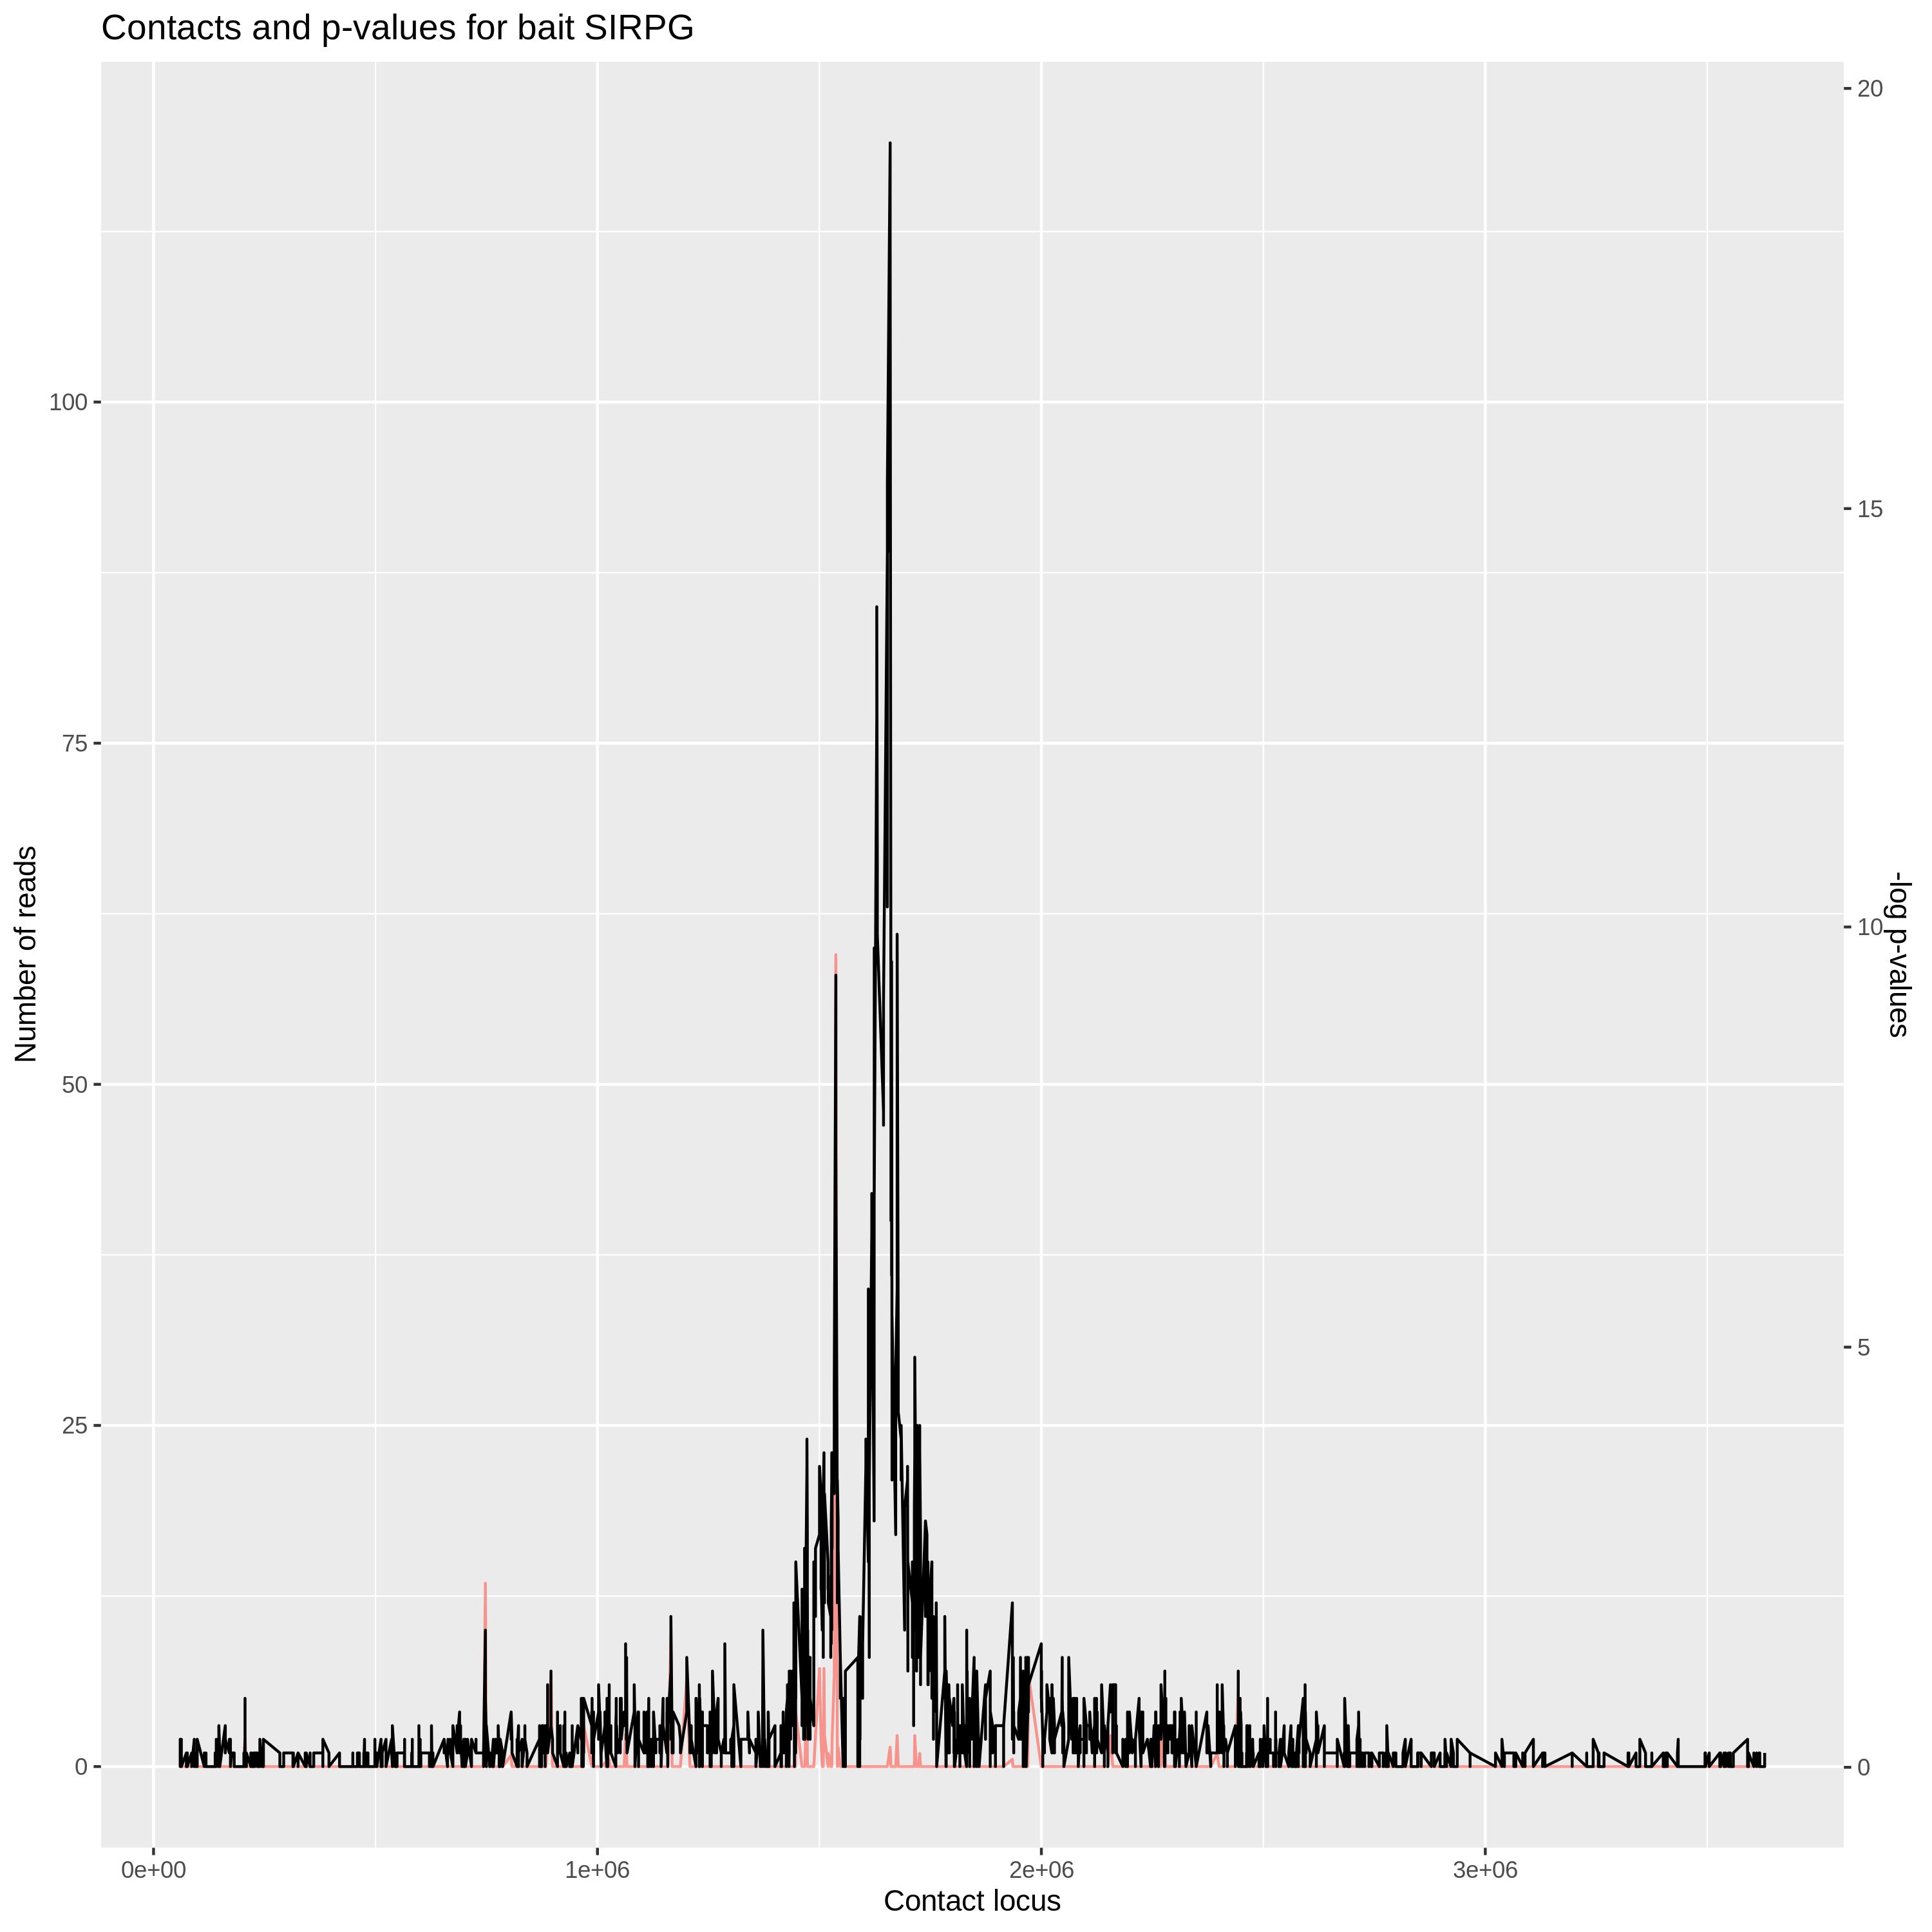 Contacts and p-values for bait SIRPG
20
15
10
5
0
-log p-values
100
75
50
25
0
Number of reads
0e+00 1e+06 2e+06 3e+06
Contact locus